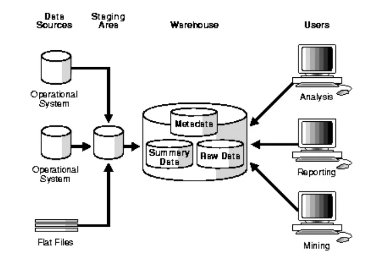 Data
Sources
Staging
Area
Warehouse
Users
Operational
System
Operational
System
Flat Files
Metadata
Summary
Data
Raw Data
Analysis
Reporting
Mining